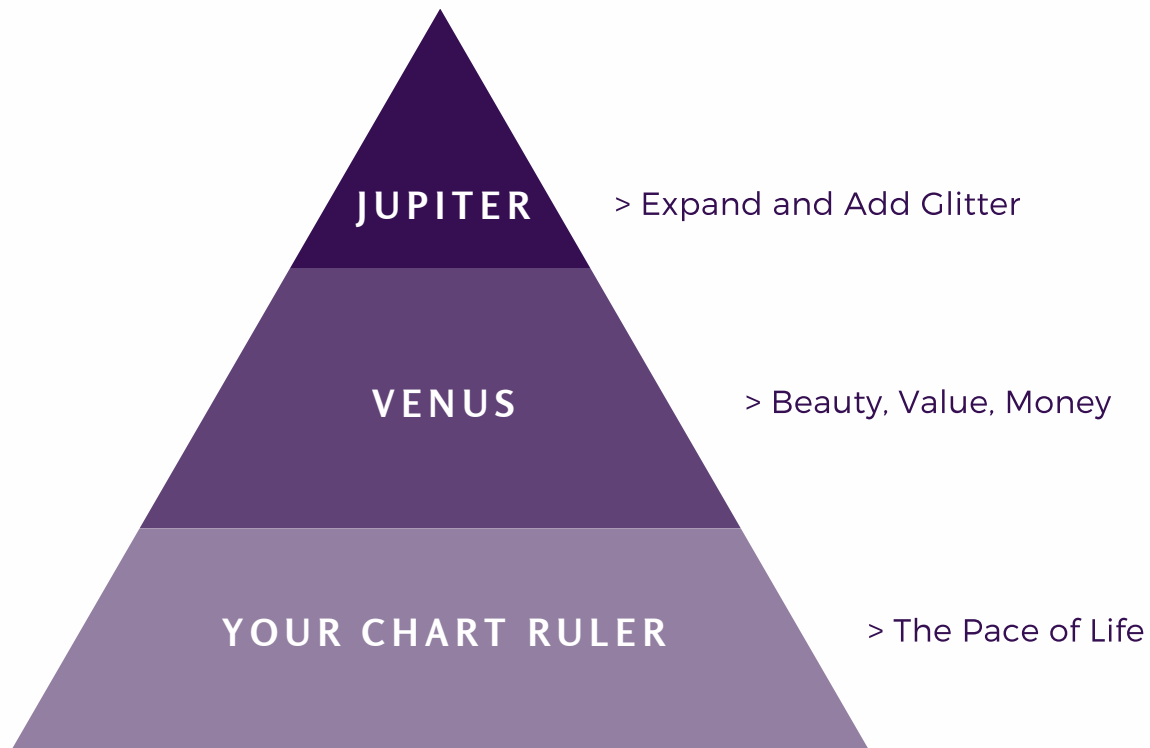 JUPITER > Expand and Add Glitter
VENUS > Beauty, Value, Money
YOUR CHART RULER > The Pace of Life